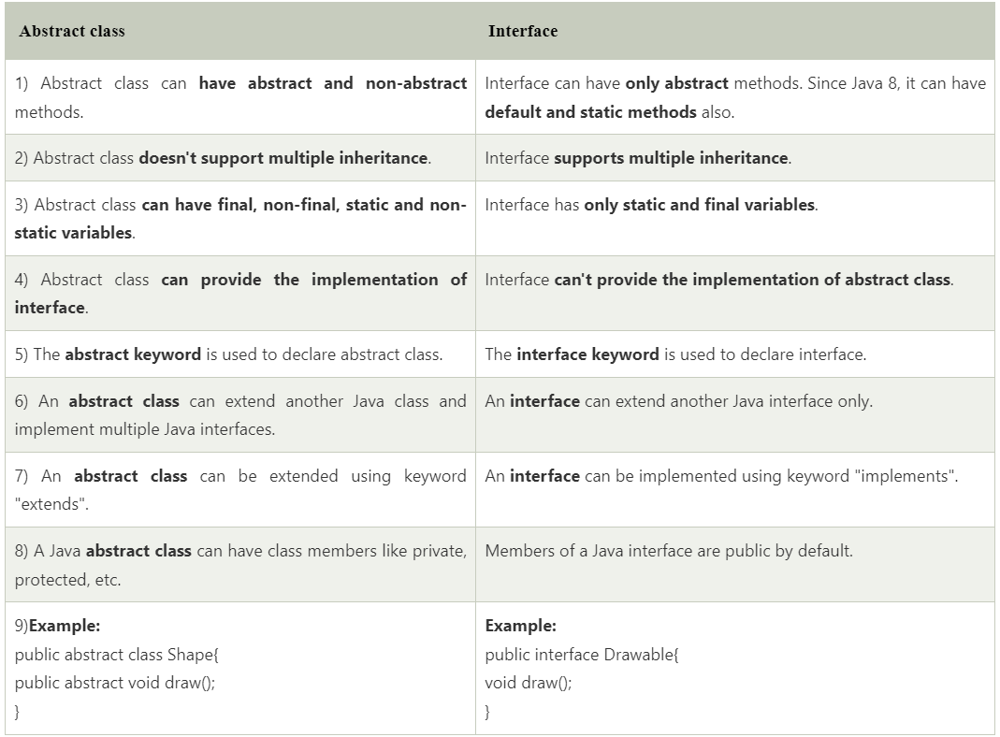 Abstract class
Interface
1) Abstract class can have abstract and non-abstract
methods.
Interface can have only abstract methods. Since Java 8, it can have
default and static methods also.
2) Abstract class doesn't support multiple inheritance.
Interface supports multiple inheritance.
3) Abstract class can have final, non-final, static and non-
static variables.
Interface has only static and final variables.
4) Abstract class can provide the implementation of
interface.
Interface can't provide the implementation of abstract class.
5) The abstract keyword is used to declare abstract class.
The interface keyword is used to declare interface.
6) An abstract class can extend another Java class and
implement multiple Java interfaces.
An interface can extend another Java interface only.
7) An abstract class can be extended using keyword
"extends".
An interface can be implemented using keyword "implements".
8) A Java abstract class can have class members like private,
protected, etc.
Members of a Java interface are public by default.
9)Example:
public abstract class Shape{
public abstract void draw();
}
Example:
public interface Drawable{
void draw();
}